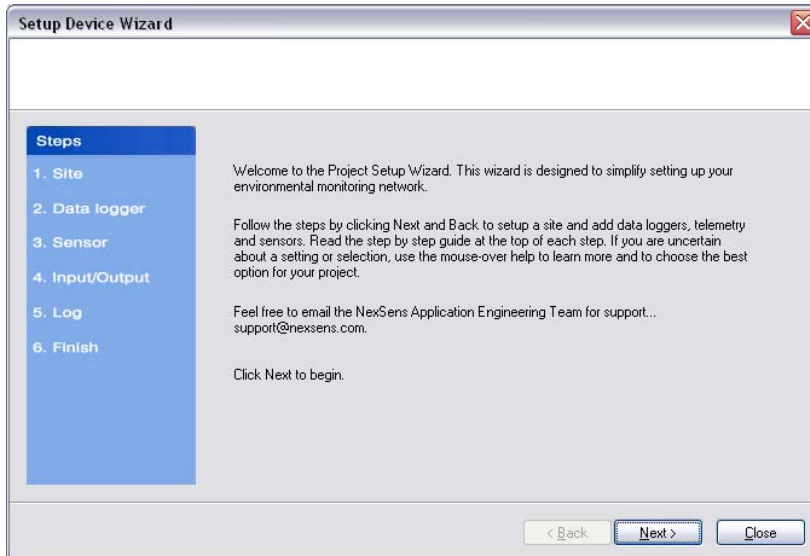 Setup Device Wizard
Steps
1. Site
2. Data logger
3. Sensor
4. Input/Output
5. Log
6. Finish
Welcome to the Project Setup Wizard. This wizard is designed to simplify setting up your
environmental monitoring network.
Follow the steps by clicking Next and Back to setup a site and add data loggers, telemetry
and sensors. Read the step by step guide at the top of each step. If you are uncertain
about a setting or selection, use the mouse-over help to learn more and to choose the best
option for your project.
Feel free to email the NexSens Application Engineering Team for support...
support@nexsens.com.
Click Next to begin.
< Back
Next >
Close